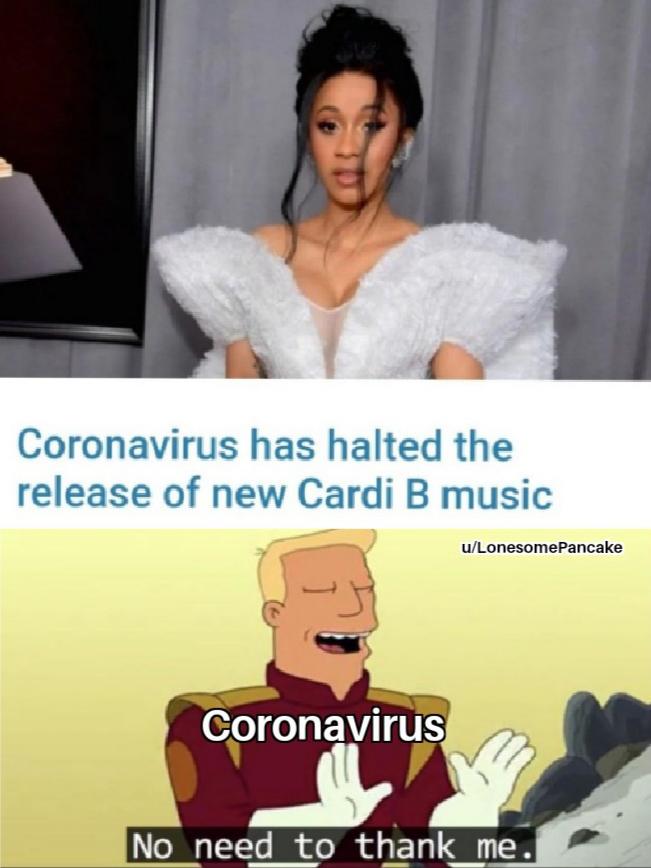 Coronavirus has halted the
release of new Cardi B music
u/LonesomePancake
Coronavirus
No need to thank me.